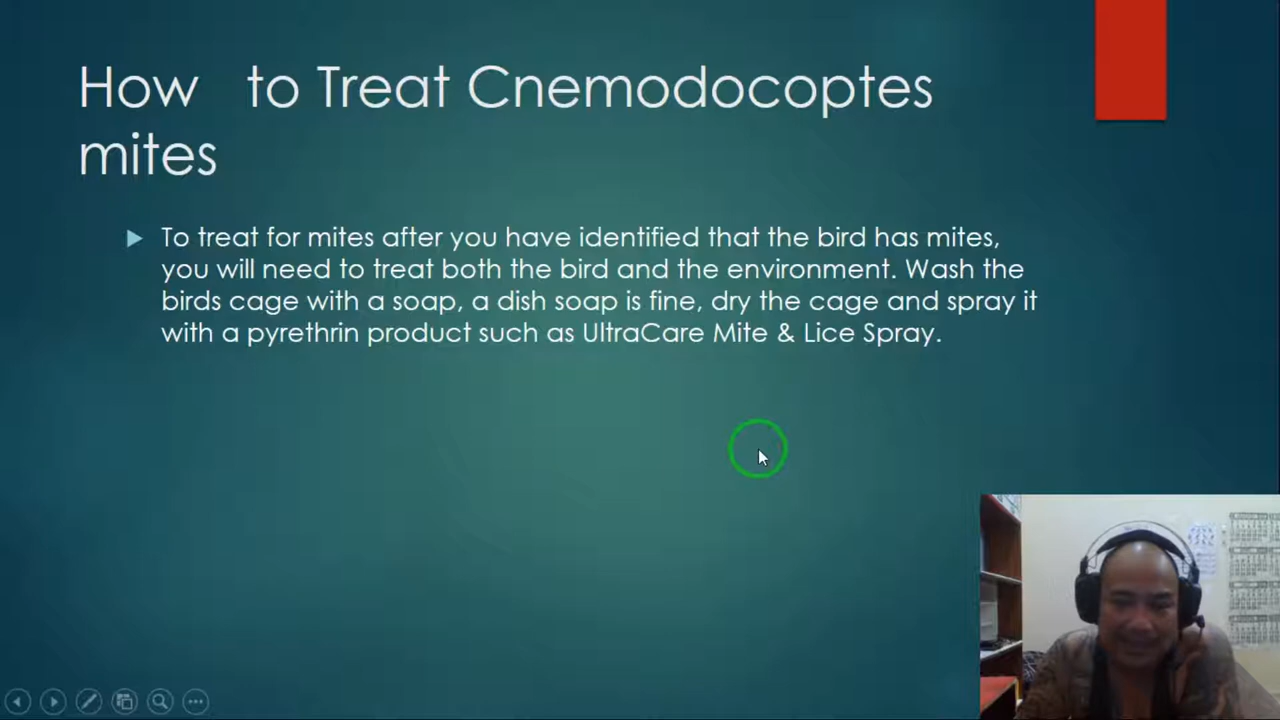 How to Treat Cnemodocoptes
mites
To treat for mites after you have identified that the bird has mites,
you will need to treat both the bird and the environment. Wash the
birds cage with a soap, a dish soap is fine, dry the cage and spray it
with a pyrethrin product such as UltraCare Mite & Lice Spray.